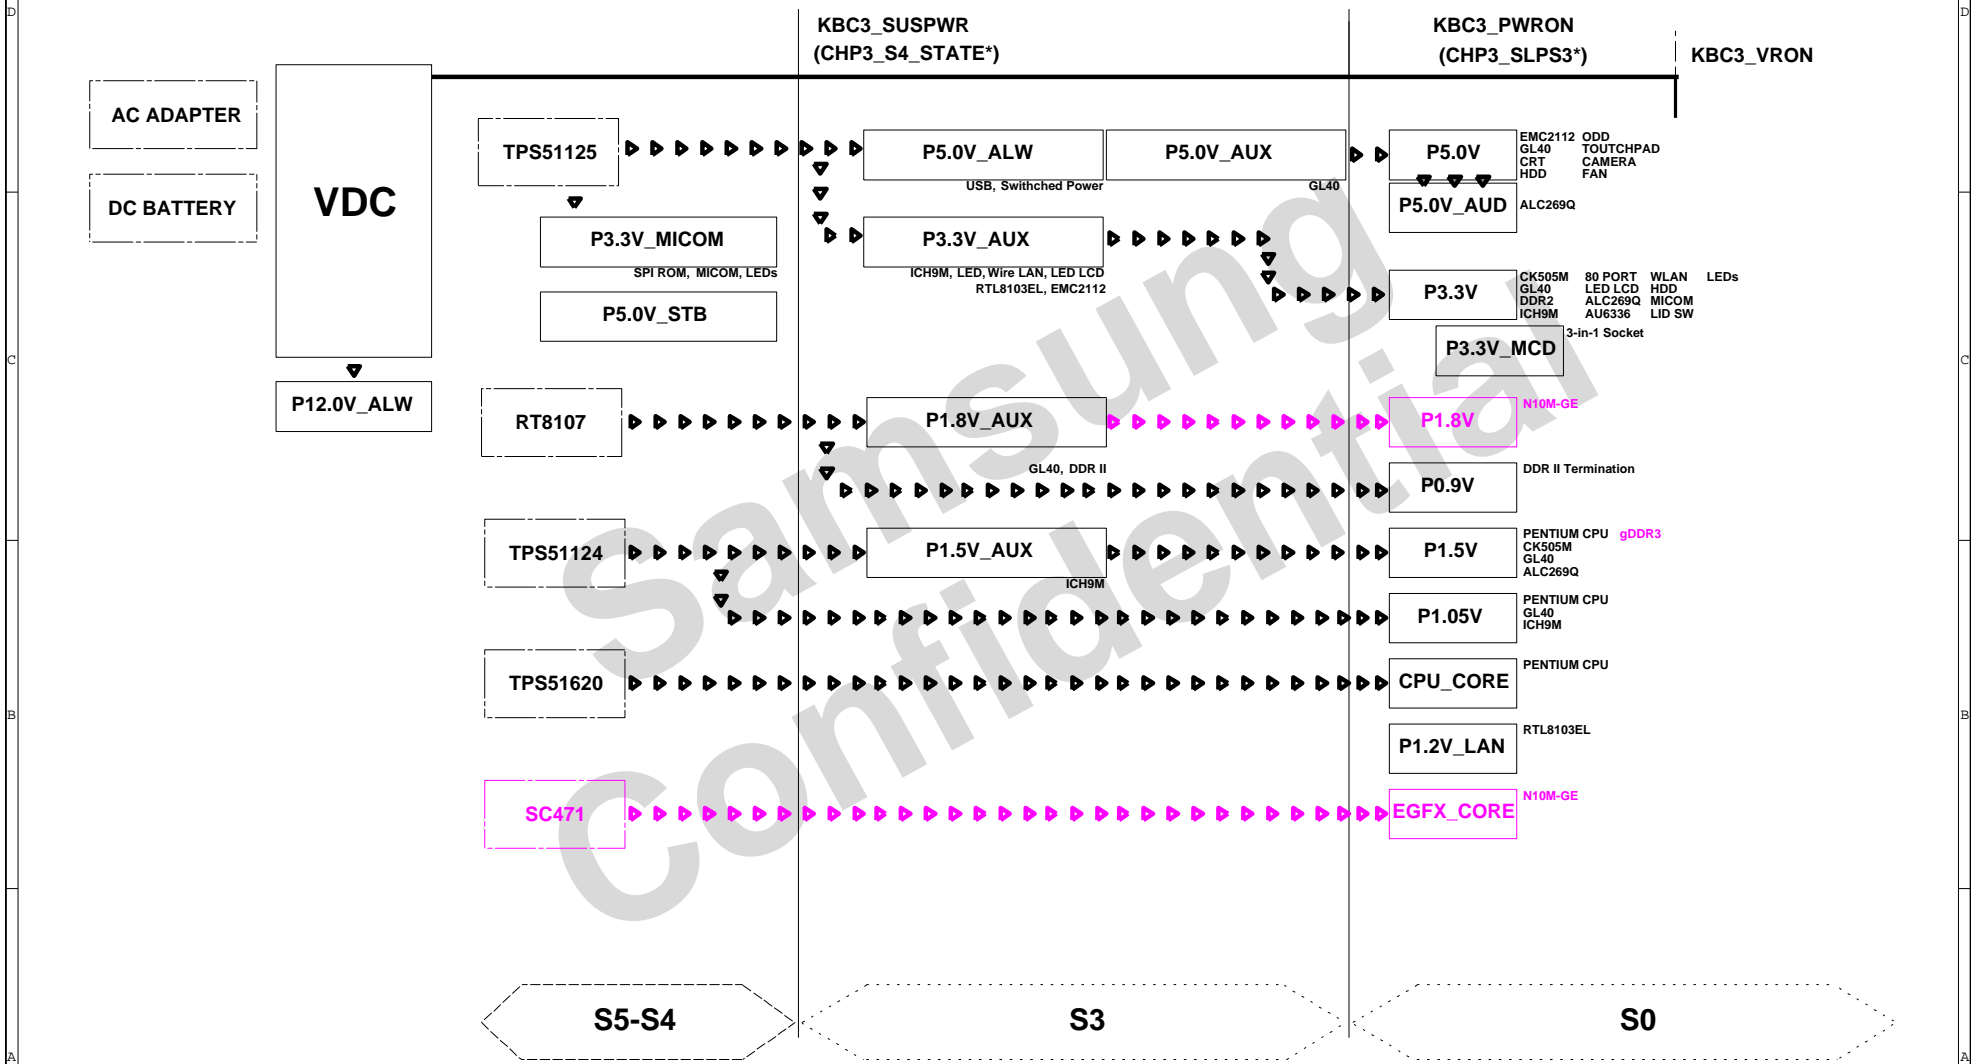 D
D
KBC3_SUSPWR
(CHP3_S4_STATE*)
KBC3_PWRON
(CHP3_SLPS3*)
KBC3_VRON
AC ADAPTER
DC BATTERY
VDC
P12.0V_ALW
TPS51125
P5.0V_ALW
USB, Swithched Power
P5.0V_AUX
GL40
P5.0V
EMC2112 ODD
GL40 TOUTCHPAD
CRT CAMERA
HDD FAN
P5.0V_AUD
ALC269Q
P3.3V_MICOM
SPI ROM, MICOM, LEDs
P5.0V_STB
P3.3V_AUX
ICH9M, LED, Wire LAN, LED LCD
RTL8103EL, EMC2112
P3.3V
CK505M 80 PORT WLAN LEDs
GL40 LED LCD HDD
DDR2 ALC269Q MICOM
ICH9M AU6336 LID SW
P3.3V_MCD
3-in-1 Socket
C
C
RT8107
P1.8V_AUX
GL40, DDR II
P1.8V
N10M-GE
P0.9V
DDR II Termination
TPS51124
P1.5V_AUX
ICH9M
P1.5V
PENTIUM CPU gDDR3
CK505M
GL40
ALC269Q
P1.05V
PENTIUM CPU
GL40
ICH9M
TPS51620
CPU_CORE
PENTIUM CPU
B
B
P1.2V_LAN
RTL8103EL
SC471
EGFX_CORE
N10M-GE
Samsung
Confidential
S5-S4
S3
S0
A
A